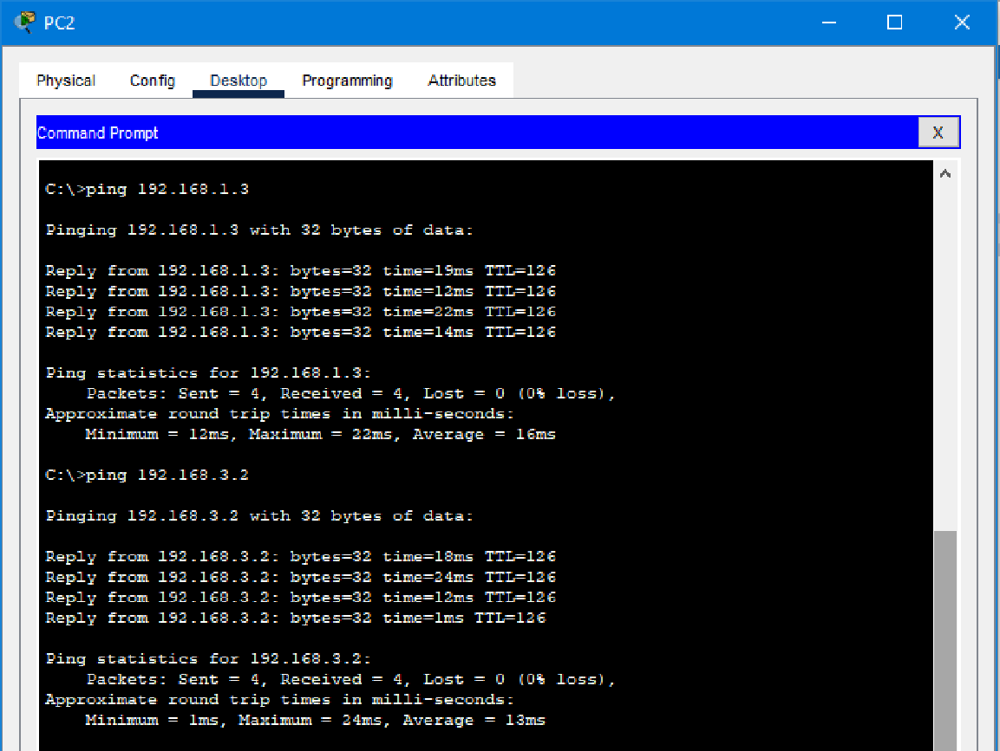 PC2
Physical Config Desktop Programming Attributes
Command Prompt
X
C:\>ping 192.168.1.3
Pinging 192.168.1.3 with 32 bytes of data:
Reply from 192.168.1.3: bytes=32 time=19ms TTL=126
Reply from 192.168.1.3: bytes=32 time=12ms TTL=126
Reply from 192.168.1.3: bytes=32 time=22ms TTL=126
Reply from 192.168.1.3: bytes=32 time=14ms TTL=126
Ping statistics for 192.168.1.3:
    Packets: Sent = 4, Received = 4, Lost = 0 (0% loss),
Approximate round trip times in milli-seconds:
    Minimum = 12ms, Maximum = 22ms, Average = 16ms
C:\>ping 192.168.3.2
Pinging 192.168.3.2 with 32 bytes of data:
Reply from 192.168.3.2: bytes=32 time=18ms TTL=126
Reply from 192.168.3.2: bytes=32 time=24ms TTL=126
Reply from 192.168.3.2: bytes=32 time=12ms TTL=126
Reply from 192.168.3.2: bytes=32 time=1ms TTL=126
Ping statistics for 192.168.3.2:
    Packets: Sent = 4, Received = 4, Lost = 0 (0% loss),
Approximate round trip times in milli-seconds:
    Minimum = 1ms, Maximum = 24ms, Average = 13ms